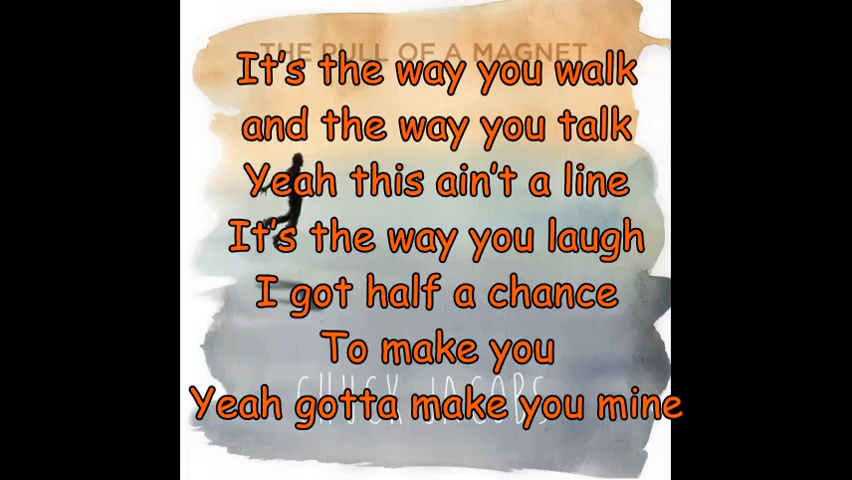 THE PULL OF A MAGNET
It's the way you walk
and the way you talk
Yeah this ain't a line
It's the way you laugh
I got half a chance
To make you
CHUCK JACOBS
Yeah gotta make you mine